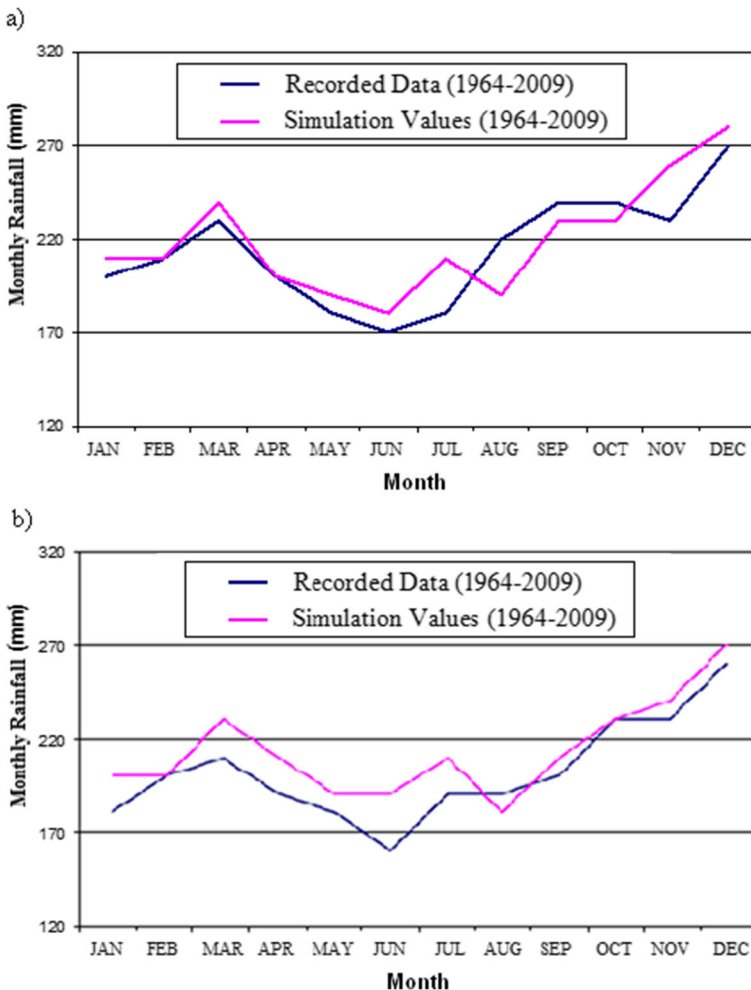 a)
320
Recorded Data (1964-2009)
Simulation Values (1964-2009)
270
220
170
120
Monthly Rainfall (mm)
JAN FEB MAR APR MAY JUN JUL AUG SEP OCT NOV DEC
Month
b)
320
Recorded Data (1964-2009)
Simulation Values (1964-2009)
270
220
170
120
Monthly Rainfall (mm)
JAN FEB MAR APR MAY JUN JUL AUG SEP OCT NOV DEC
Month